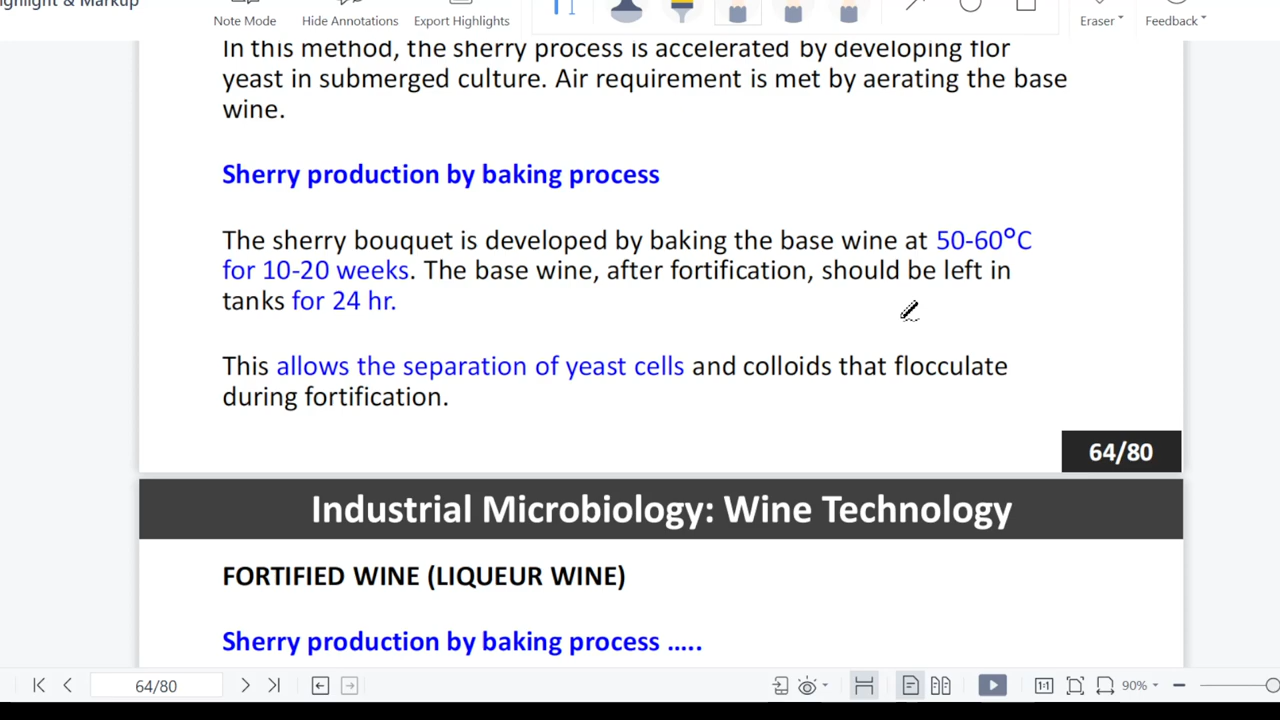 ighlight & Markup
Note Mode
Hide Annotations
Export Highlights
Eraser
Feedback
In this method, the sherry process is accelerated by developing flor
yeast in submerged culture. Air requirement is met by aerating the base
wine.
Sherry production by baking process
The sherry bouquet is developed by baking the base wine at 50-60°C
for 10-20 weeks. The base wine, after fortification, should be left in
tanks for 24 hr.
This allows the separation of yeast cells and colloids that flocculate
during fortification.
64/80
Industrial Microbiology: Wine Technology
FORTIFIED WINE (LIQUEUR WINE)
Sherry production by baking process .....
64/80
1:1
90%